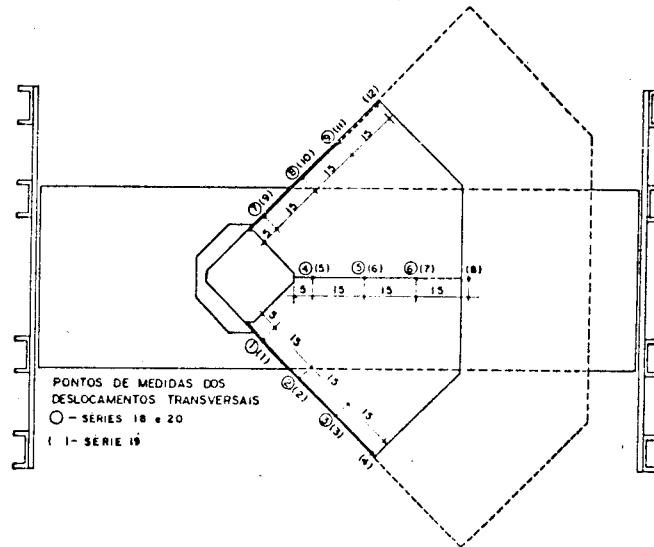 (12)
⑨(11)
15
⑧(10)
15
⑦(9)
15
5
④(5) ⑤(6) ⑥(7) (8)
5 15 15 15
5
①(1)
15
②(2)
15
③(3)
15
(4)
PONTOS DE MEDIDAS DOS
DESLOCAMENTOS TRANSVERSAIS
○ - SÉRIES 18 e 20
( ) - SÉRIE 19